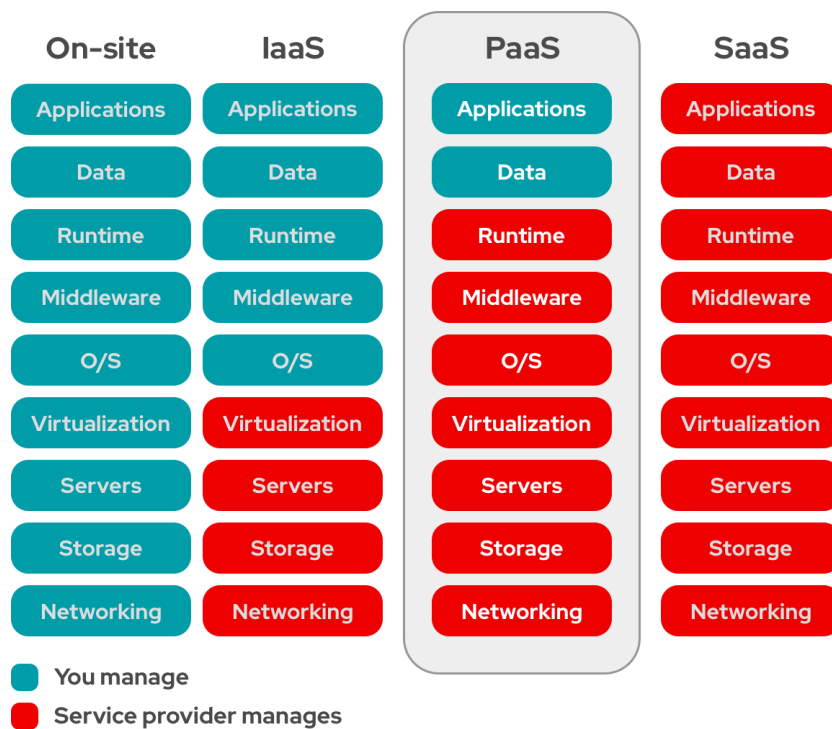 On-site IaaS PaaS SaaS
Applications Applications Applications Applications
Data Data Data Data
Runtime Runtime Runtime Runtime
Middleware Middleware Middleware Middleware
O/S O/S O/S O/S
Virtualization Virtualization Virtualization Virtualization
Servers Servers Servers Servers
Storage Storage Storage Storage
Networking Networking Networking Networking
You manage
Service provider manages